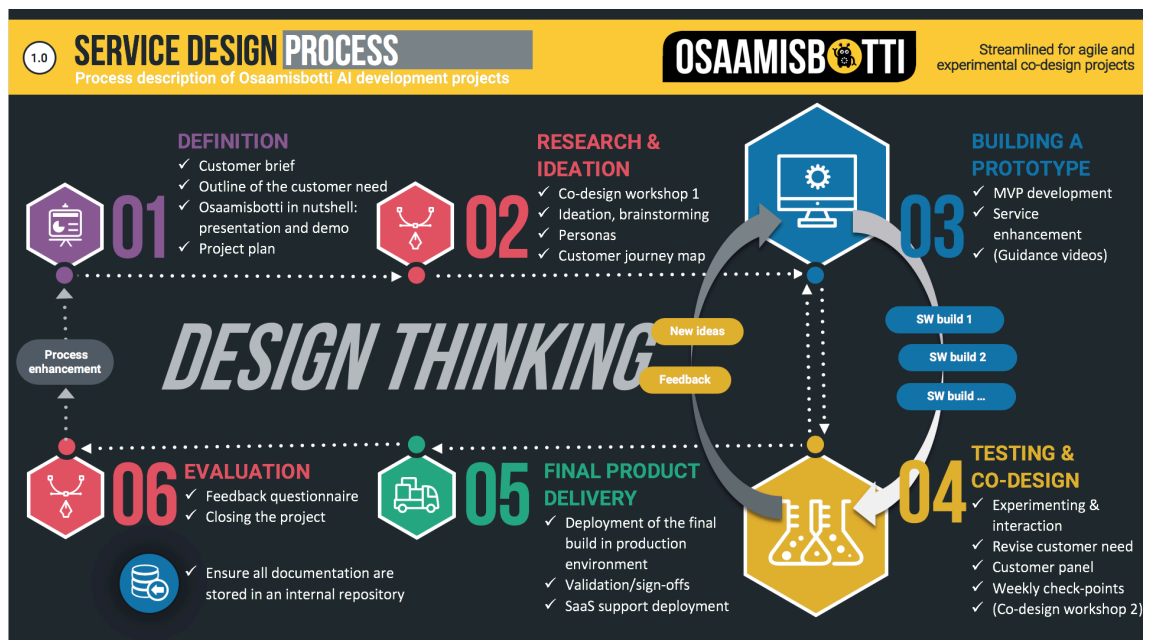 1.0
SERVICE DESIGN PROCESS
Process description of Osaamisbotti AI development projects
OSAAMISBOTTI
Streamlined for agile and
experimental co-design projects
01
DEFINITION
✓ Customer brief
✓ Outline of the customer need
✓ Osaamisbotti in nutshell:
presentation and demo
✓ Project plan
02
RESEARCH &
IDEATION
✓ Co-design workshop 1
✓ Ideation, brainstorming
✓ Personas
✓ Customer journey map
03
BUILDING A
PROTOTYPE
✓ MVP development
✓ Service
enhancement
✓ (Guidance videos)
Process
enhancement
DESIGN THINKING
New ideas
Feedback
SW build 1
SW build 2
SW build ...
04
TESTING &
CO-DESIGN
✓ Experimenting &
interaction
✓ Revise customer need
✓ Customer panel
✓ Weekly check-points
✓ (Co-design workshop 2)
05
FINAL PRODUCT
DELIVERY
✓ Deployment of the final
build in production
environment
✓ Validation/sign-offs
✓ SaaS support deployment
06
EVALUATION
✓ Feedback questionnaire
✓ Closing the project
✓ Ensure all documentation are
stored in an internal repository